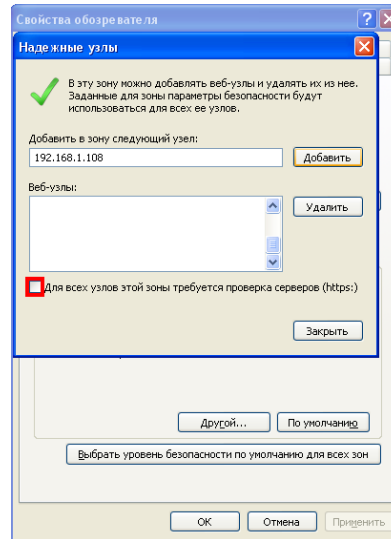 Свойства обозревателя
Надежные узлы
В эту зону можно добавлять веб-узлы и удалять их из нее.
Заданные для зоны параметры безопасности будут
использоваться для всех ее узлов.
Добавить в зону следующий узел:
192.168.1.108 Добавить
Веб-узлы:
Удалить
Для всех узлов этой зоны требуется проверка серверов (https:)
Закрыть
Другой... По умолчанию
Выбрать уровень безопасности по умолчанию для всех зон
OK Отмена Применить